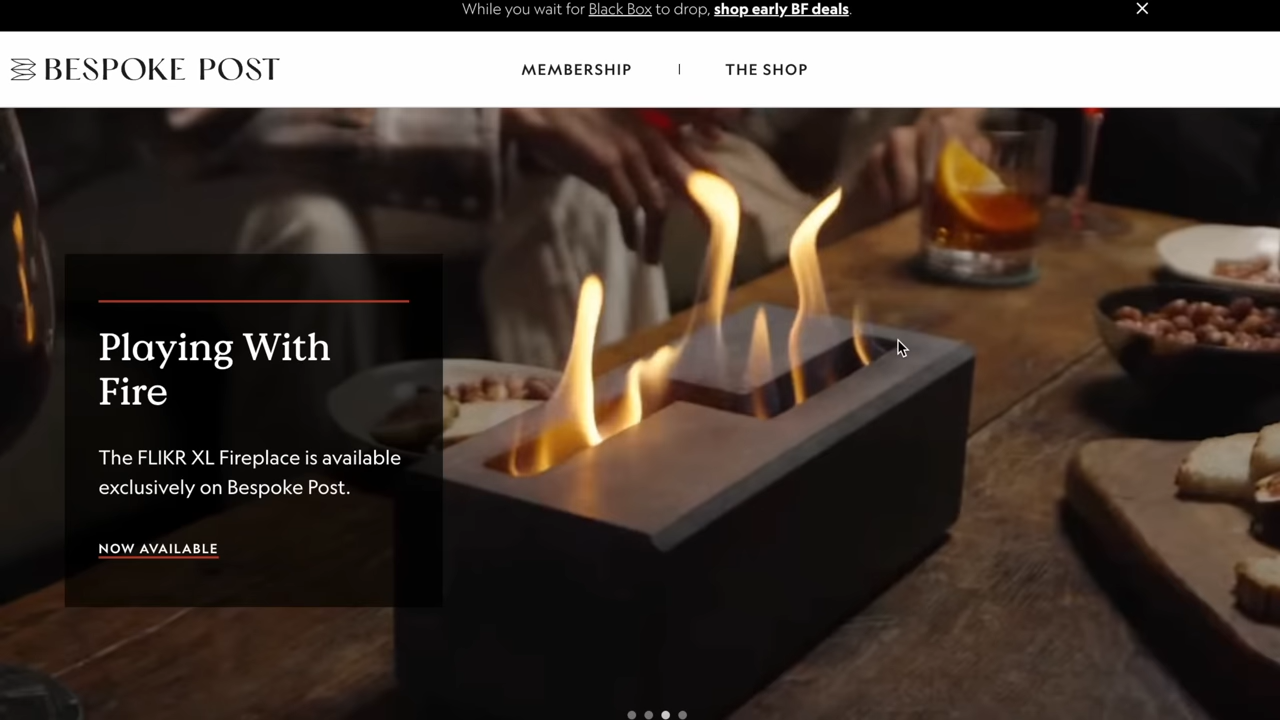 While you wait for Black Box to drop, shop early BF deals.
BESPOKE POST
MEMBERSHIP | THE SHOP
Playing With
Fire
The FLIKR XL Fireplace is available
exclusively on Bespoke Post.
NOW AVAILABLE